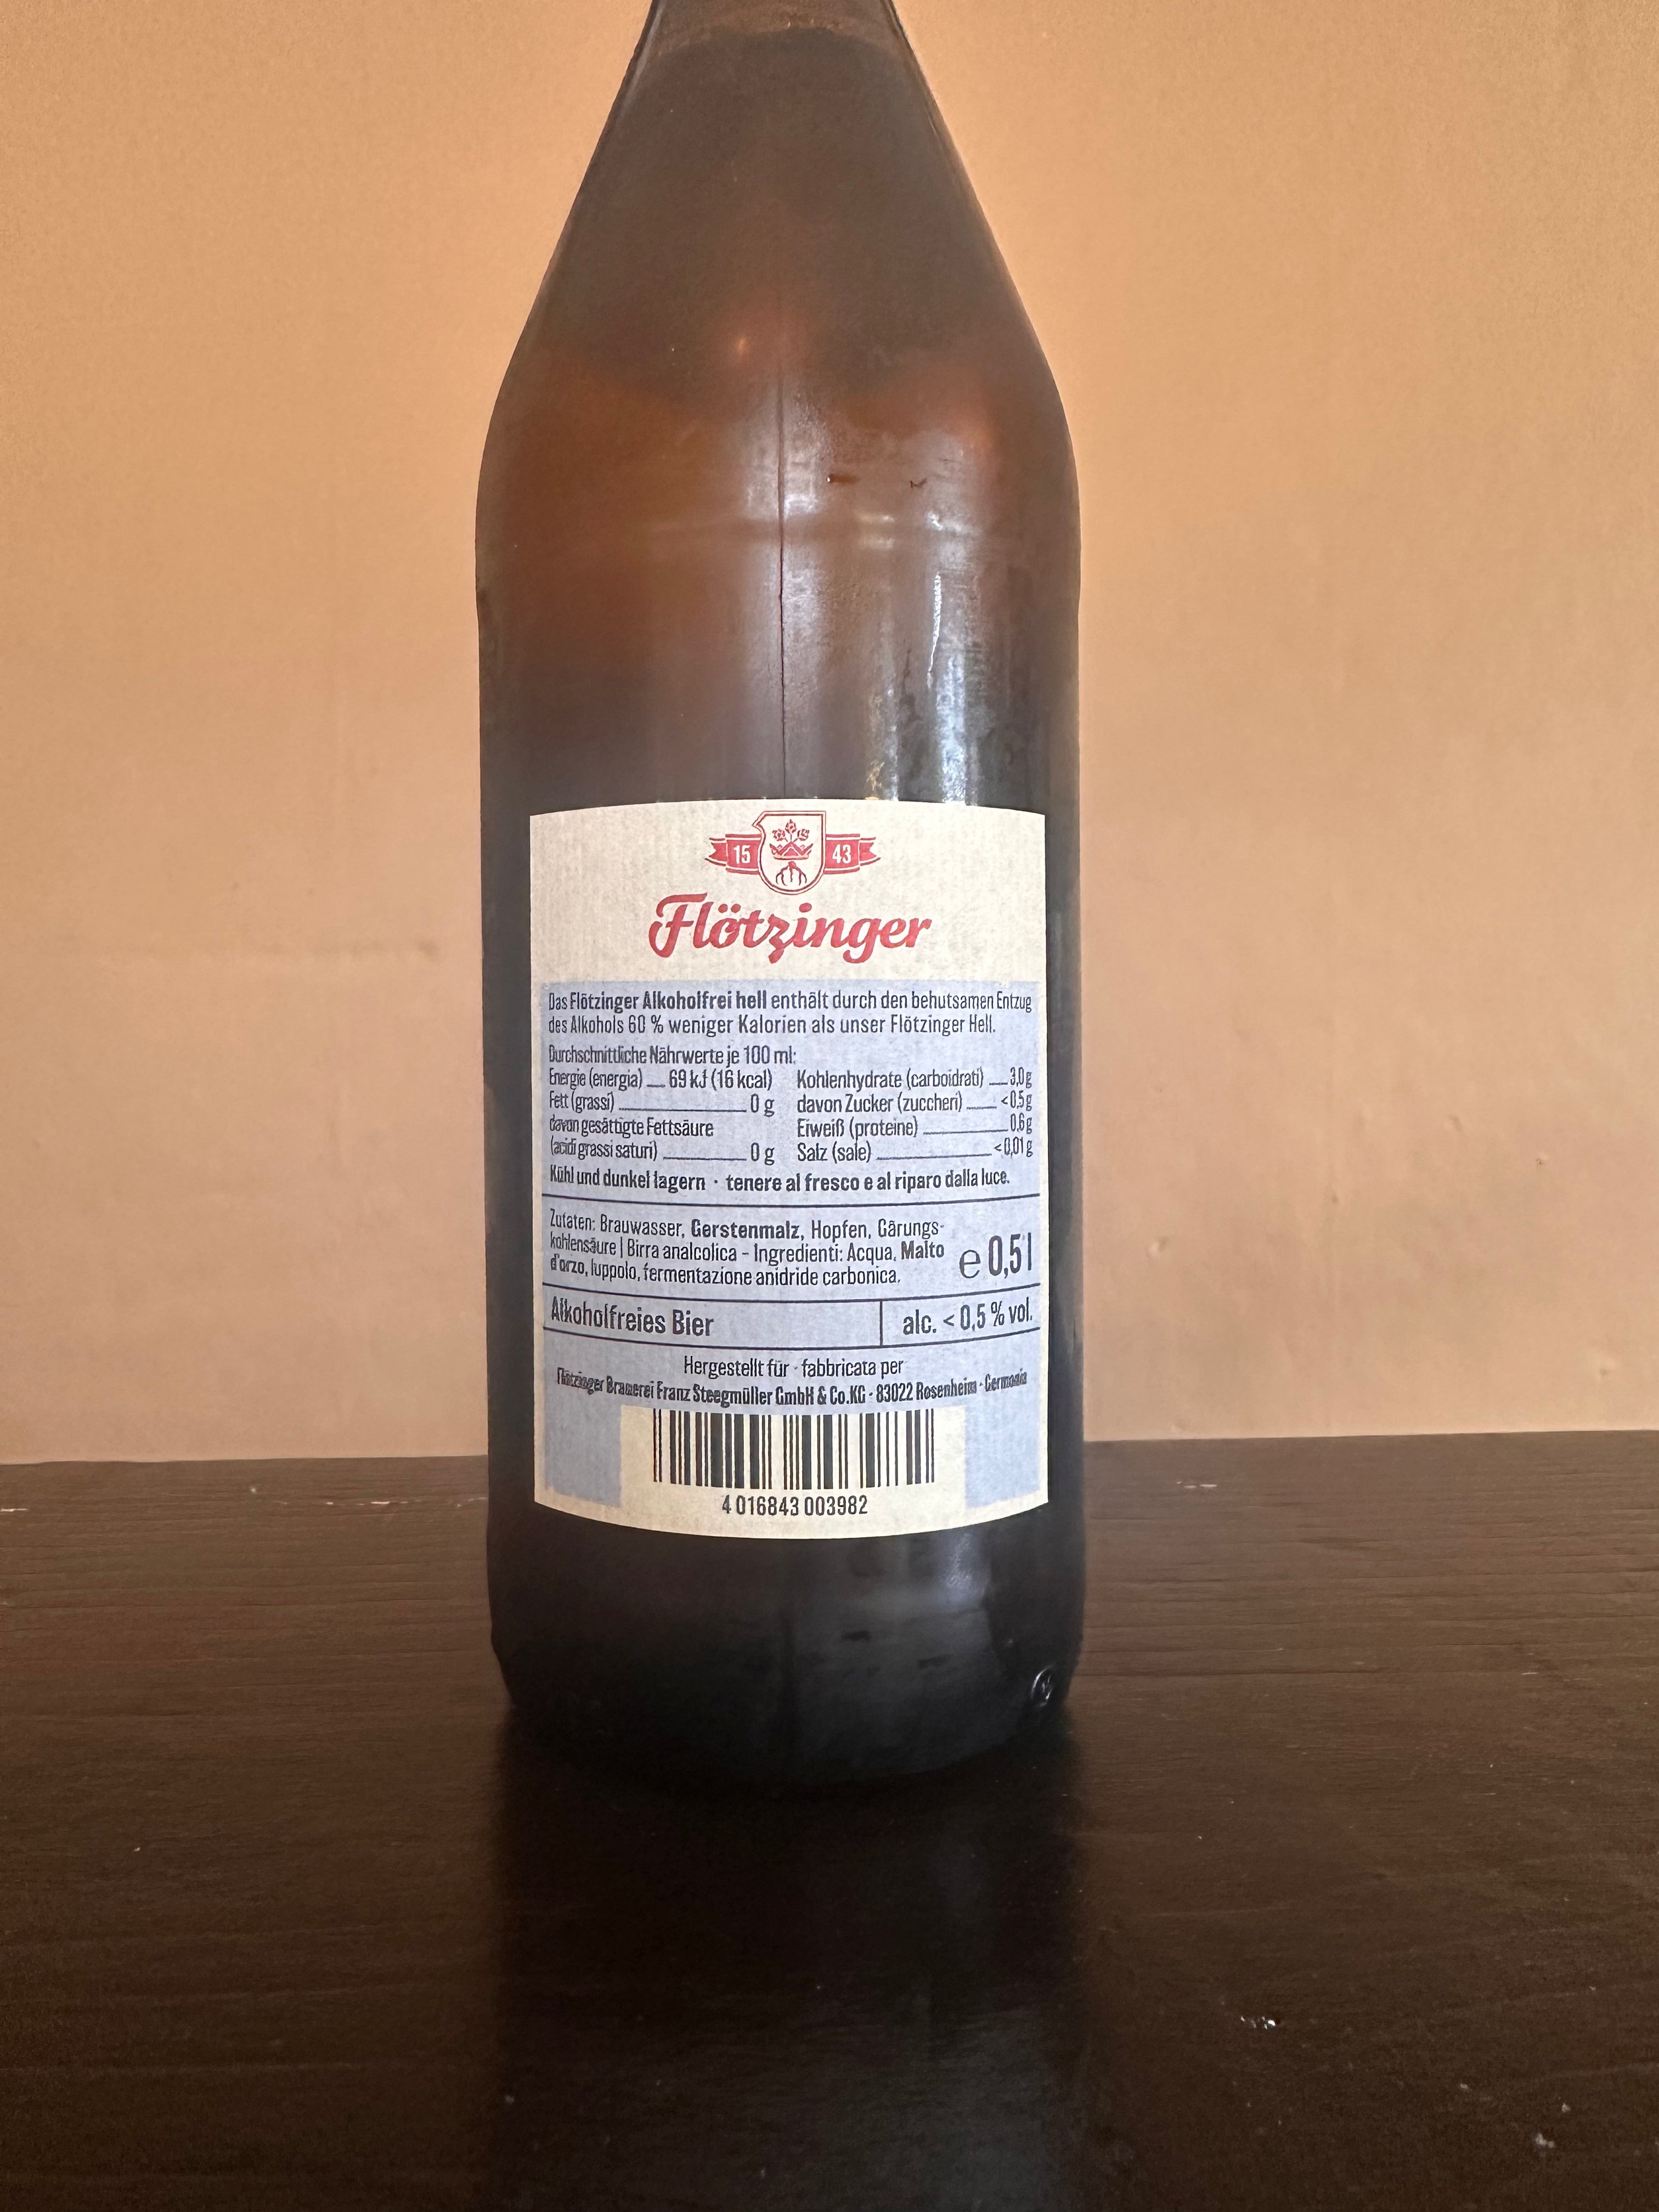 15 43
Flötzinger
Das Flötzinger Alkoholfrei hell enthält durch den behutsamen Entzug
des Alkohols 60 % weniger Kalorien als unser Flötzinger Hell.
Durchschnittliche Nährwerte je 100 ml:
Energie (energia) 69 kJ (16 kcal) Kohlenhydrate (carboidrati) 3,0g
Fett (grassi) 0 g davon Zucker (zuccheri) <0,5g
davon gesättigte Fettsäure Eiweiß (proteine) 0,6g
(acidi grassi saturi) 0 g Salz (sale) <0,01g
Kühl und dunkel lagern · tenere al fresco e al riparo dalla luce.
Zutaten: Brauwasser, Gerstenmalz, Hopfen, Gärungs-
kohlensäure | Birra analcolica - Ingredienti: Acqua, Malto
d'orzo, luppolo, fermentazione anidride carbonica.
e 0,5 l
Alkoholfreies Bier alc. < 0,5 % vol.
Hergestellt für · fabbricata per
Flötzinger Brauerei Franz Steegmüller GmbH & Co.KG · 83022 Rosenheim · Germania
4 016843 003982